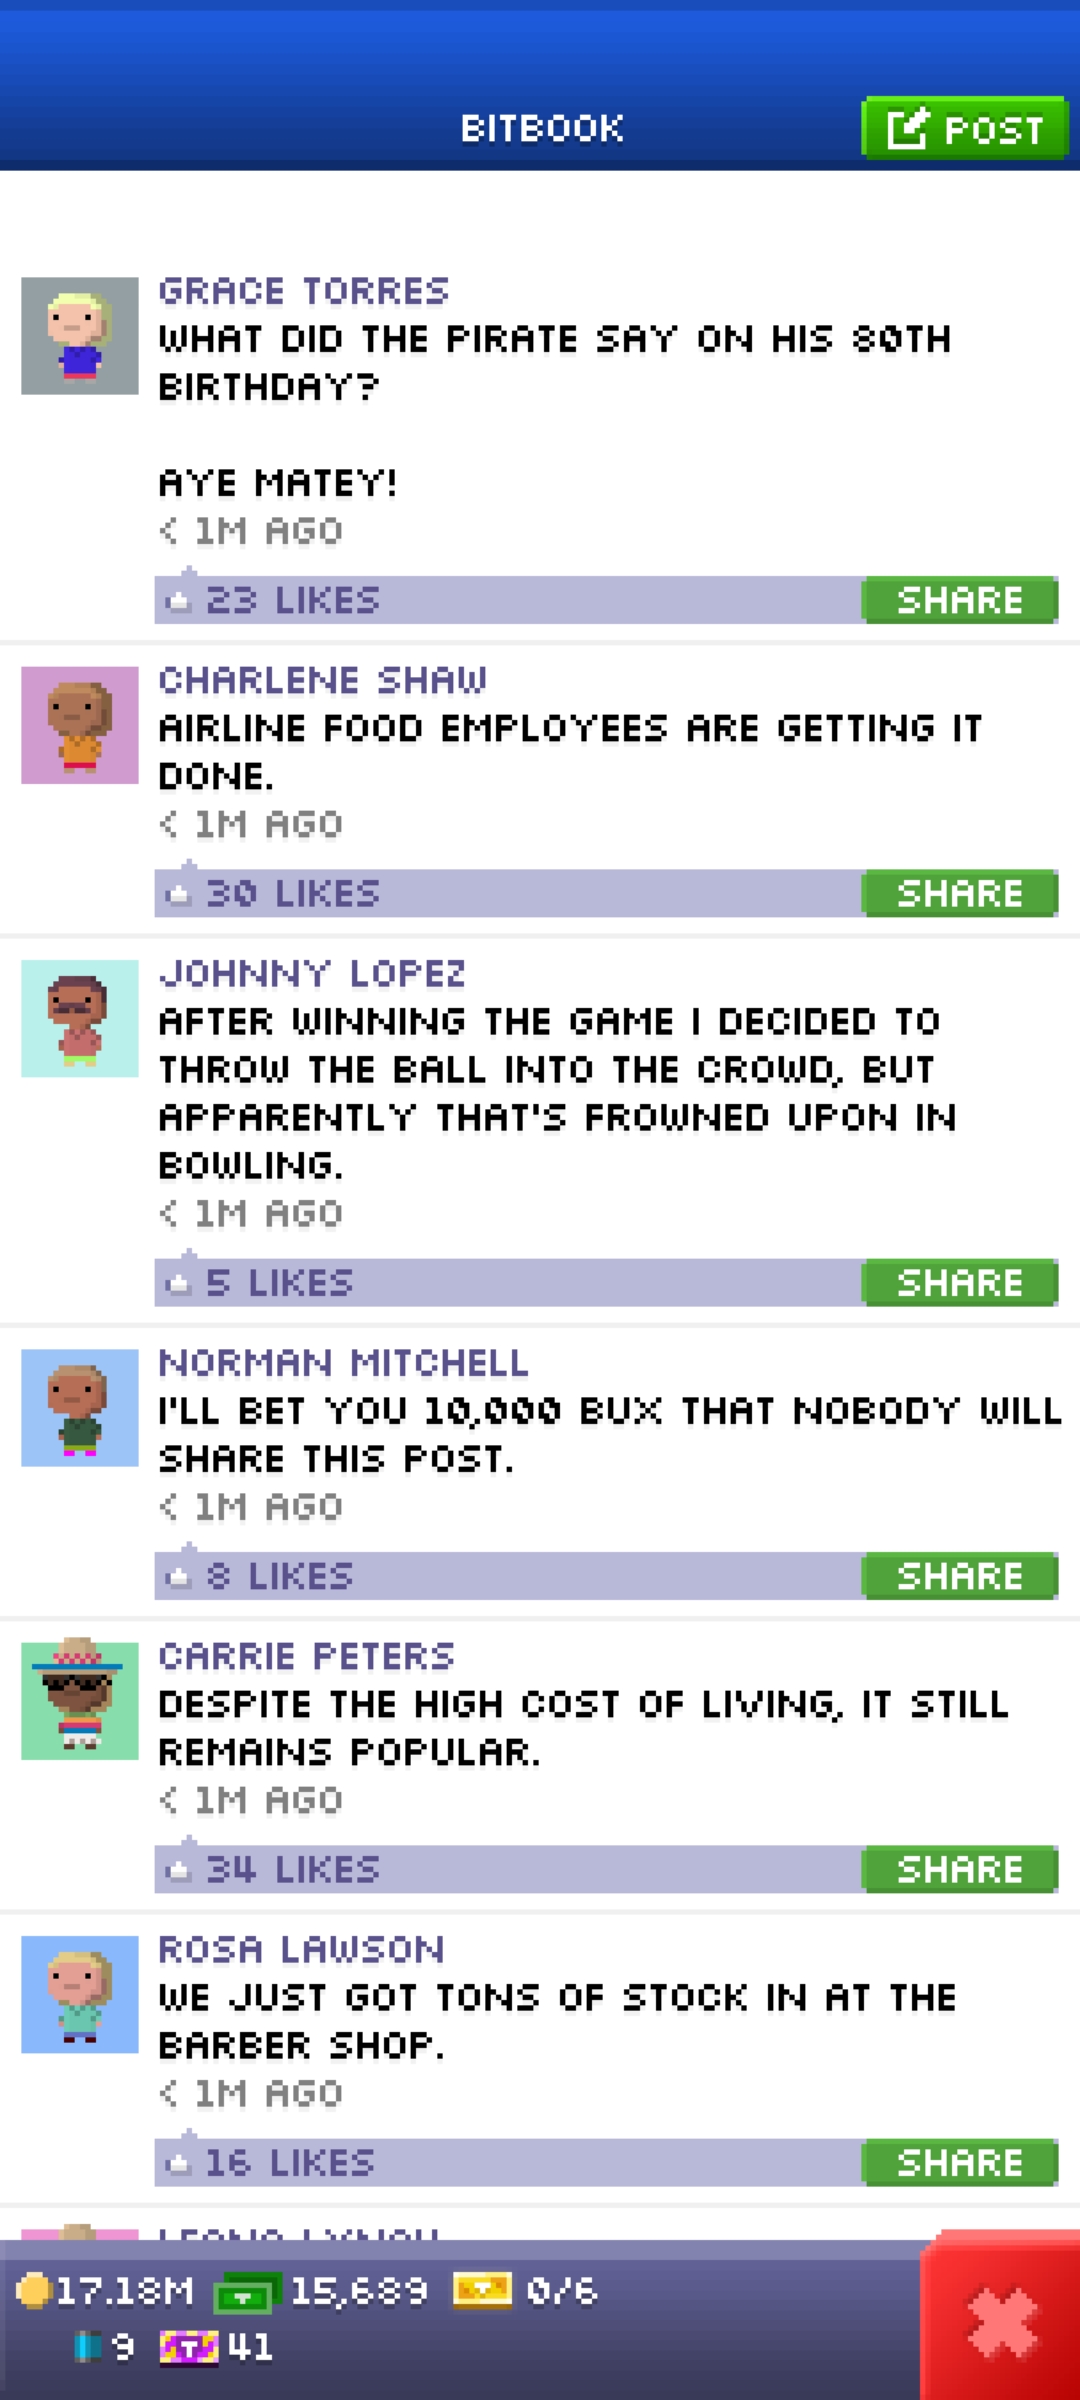 BITBOOK
POST
GRACE TORRES
WHAT DID THE PIRATE SAY ON HIS 80TH
BIRTHDAY?
AYE MATEY!
< 1M AGO
23 LIKES
SHARE
CHARLENE SHAW
AIRLINE FOOD EMPLOYEES ARE GETTING IT
DONE.
< 1M AGO
30 LIKES
SHARE
JOHNNY LOPEZ
AFTER WINNING THE GAME I DECIDED TO
THROW THE BALL INTO THE CROWD, BUT
APPARENTLY THAT'S FROWNED UPON IN
BOWLING.
< 1M AGO
5 LIKES
SHARE
NORMAN MITCHELL
I'LL BET YOU 10,000 BUX THAT NOBODY WILL
SHARE THIS POST.
< 1M AGO
8 LIKES
SHARE
CARRIE PETERS
DESPITE THE HIGH COST OF LIVING, IT STILL
REMAINS POPULAR.
< 1M AGO
34 LIKES
SHARE
ROSA LAWSON
WE JUST GOT TONS OF STOCK IN AT THE
BARBER SHOP.
< 1M AGO
16 LIKES
SHARE
17.18M 15,689 0/6
9 41